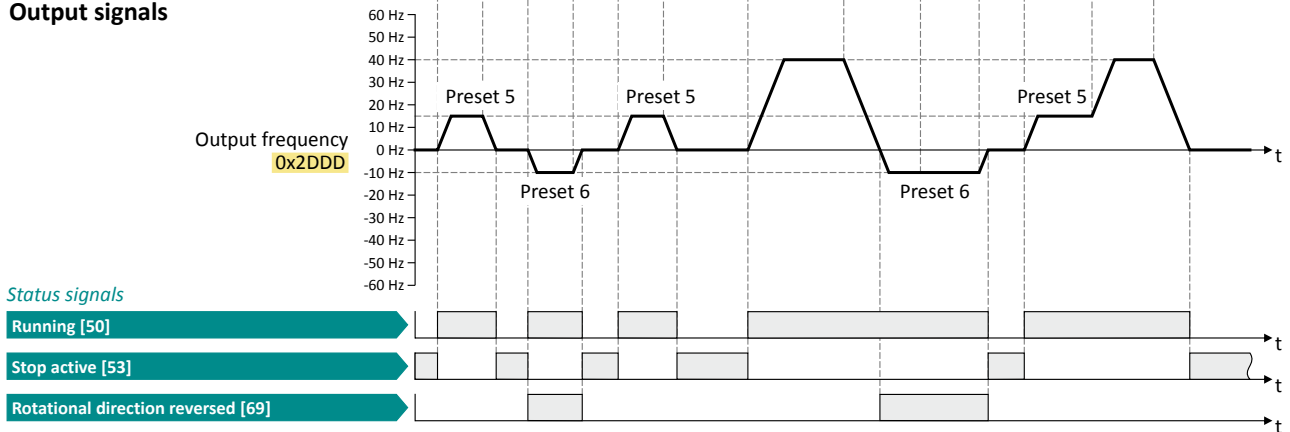 Output signals
60 Hz
50 Hz
40 Hz
30 Hz
20 Hz
10 Hz
0 Hz
-10 Hz
-20 Hz
-30 Hz
-40 Hz
-50 Hz
-60 Hz
Output frequency
0x2DDD
Preset 5
Preset 5
Preset 5
Preset 6
Preset 6
t
Status signals
Running [50]
t
Stop active [53]
t
Rotational direction reversed [69]
t